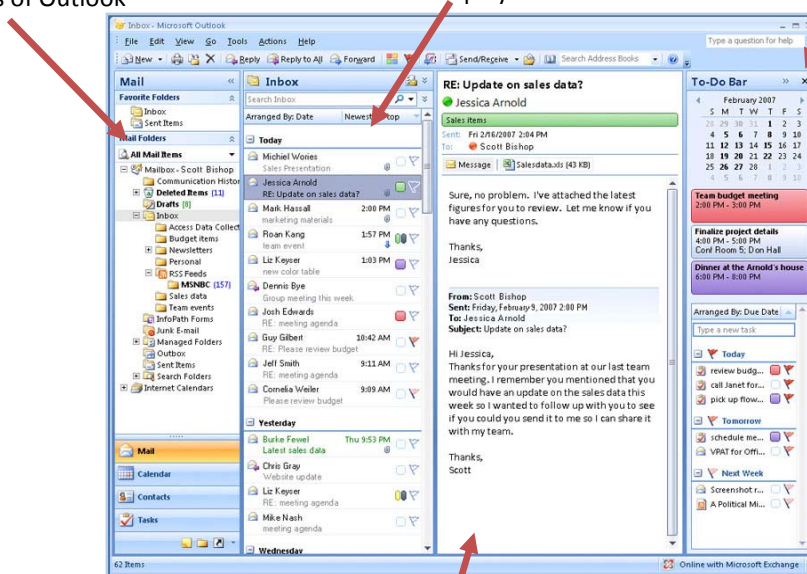 s of Outlook
Inbox - Microsoft Outlook
File Edit View Go Tools Actions Help
Type a question for help
New Reply Reply to All Forward Send/Receive Search Address Books
Mail
Favorite Folders
Inbox
Sent Items
Mail Folders
All Mail Items
Mailbox - Scott Bishop
Communication Histor
Deleted Items (11)
Drafts [8]
Inbox
Access Data Collect
Budget items
Newsletters
Personal
RSS Feeds
MSNBC (157)
Sales data
Team events
InfoPath Forms
Junk E-mail
Managed Folders
Outbox
Sent Items
Search Folders
Internet Calendars
Mail
Calendar
Contacts
Tasks
62 Items
Inbox
Search Inbox
Arranged By: Date Newest top
Today
Michiel Wories
Sales Presentation
Jessica Arnold
RE: Update on sales data?
Mark Hassall 2:00 PM
marketing materials
Roan Kang 1:57 PM
team event
Liz Keyser 1:03 PM
new color table
Dennis Bye
Group meeting this week
Josh Edwards
RE: meeting agenda
Guy Gilbert 10:42 AM
RE: Please review budget
Jeff Smith 9:11 AM
RE: meeting agenda
Cornelia Weiler 9:09 AM
Please review budget
Yesterday
Burke Fewel Thu 9:53 PM
Latest sales data
Chris Gray
Website update
Liz Keyser
RE: meeting agenda
Mike Nash
meeting agenda
Wednesday
RE: Update on sales data?
Jessica Arnold
Sales items
Sent: Fri 2/16/2007 2:04 PM
To: Scott Bishop
Message Salesdata.xls (43 KB)
Sure, no problem. I've attached the latest
figures for you to review. Let me know if you
have any questions.
Thanks,
Jessica
From: Scott Bishop
Sent: Friday, February 9, 2007 2:00 PM
To: Jessica Arnold
Subject: Update on sales data?
Hi Jessica,
Thanks for your presentation at our last team
meeting. I remember you mentioned that you
would have an update on the sales data this
week so I wanted to follow up with you to see
if you could you send it to me so I can share it
with my team.
Thanks,
Scott
To-Do Bar
February 2007
S M T W T F S
28 29 30 31 1 2 3
4 5 6 7 8 9 10
11 12 13 14 15 16 17
18 19 20 21 22 23 24
25 26 27 28 1 2 3
4 5 6 7 8 9 10
Team budget meeting
2:00 PM - 3:00 PM
Finalize project details
4:00 PM - 5:00 PM
Conf Room 5; Don Hall
Dinner at the Arnold's house
6:00 PM - 8:00 PM
Arranged By: Due Date
Type a new task
Today
review budg...
call Janet for...
pick up flow...
Tomorrow
schedule me...
VPAT for Offi...
Next Week
Screenshot r...
A Political Mi...
Online with Microsoft Exchange